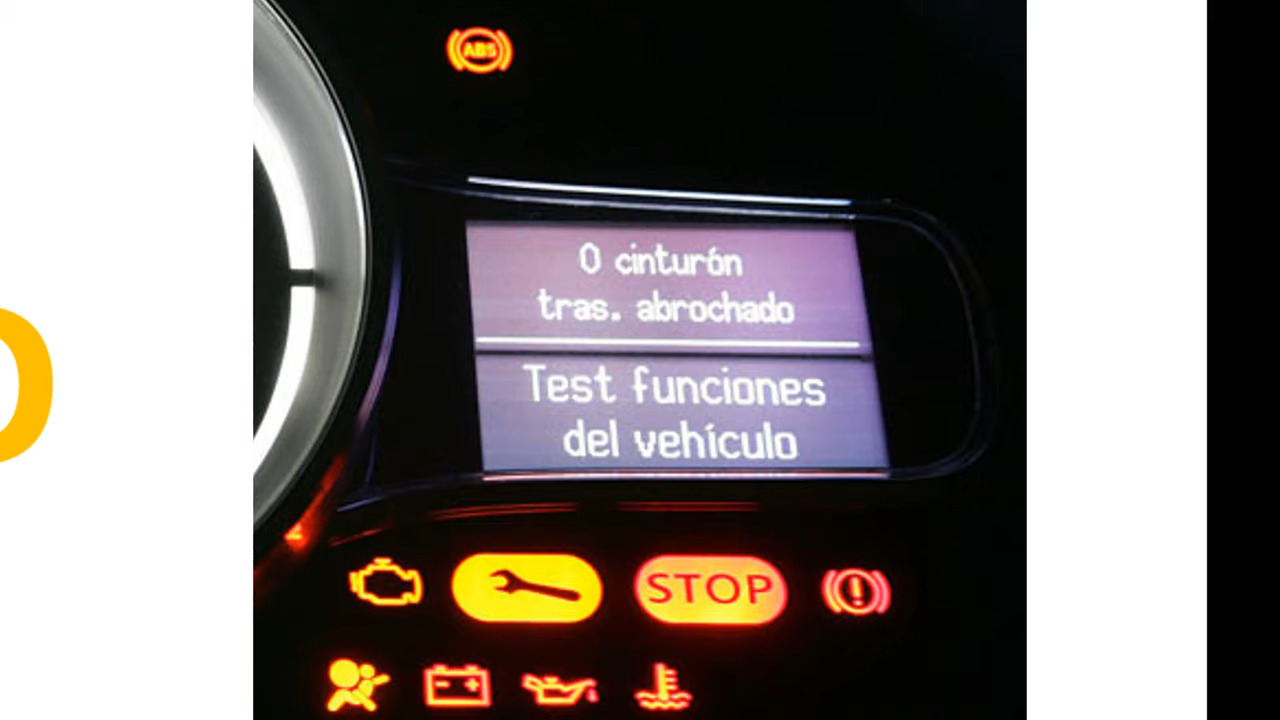 ABS
0 cinturón
tras. abrochado
Test funciones
del vehículo
STOP